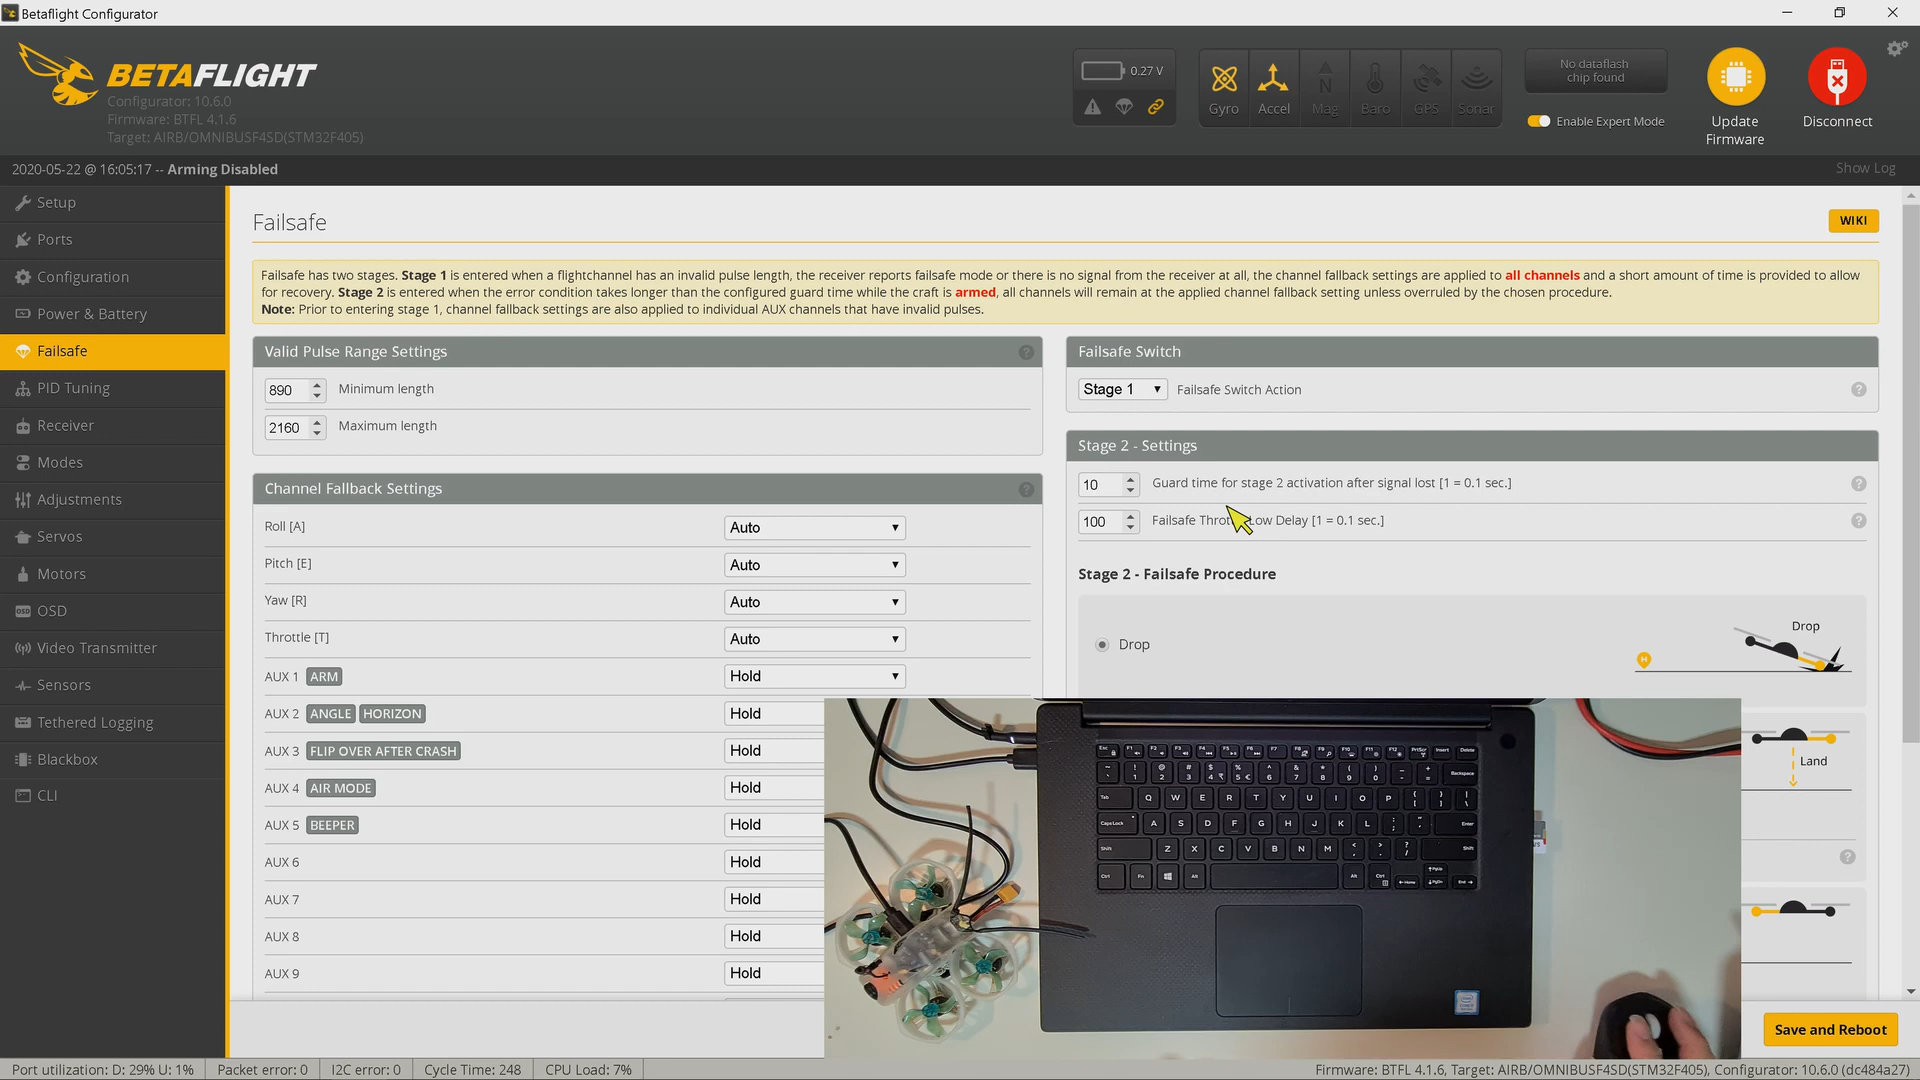 Betaflight Configurator
BETAFLIGHT
Configurator: 10.6.0
Firmware: BTFL 4.1.6
Target: AIRB/OMNIBUSF4SD(STM32F405)
0.27 V
Gyro
Accel
Mag
Baro
GPS
Sonar
No dataflash
chip found
Enable Expert Mode
Update
Firmware
Disconnect
2020-05-22 @ 16:05:17 -- Arming Disabled
Show Log
Setup
Ports
Configuration
Power & Battery
Failsafe
PID Tuning
Receiver
Modes
Adjustments
Servos
Motors
OSD
Video Transmitter
Sensors
Tethered Logging
Blackbox
CLI
Failsafe
WIKI
Failsafe has two stages. Stage 1 is entered when a flightchannel has an invalid pulse length, the receiver reports failsafe mode or there is no signal from the receiver at all, the channel fallback settings are applied to all channels and a short amount of time is provided to allow
for recovery. Stage 2 is entered when the error condition takes longer than the configured guard time while the craft is armed, all channels will remain at the applied channel fallback setting unless overruled by the chosen procedure.
Note: Prior to entering stage 1, channel fallback settings are also applied to individual AUX channels that have invalid pulses.
Valid Pulse Range Settings
890 Minimum length
2160 Maximum length
Channel Fallback Settings
Roll [A] Auto
Pitch [E] Auto
Yaw [R] Auto
Throttle [T] Auto
AUX 1 ARM Hold
AUX 2 ANGLE HORIZON Hold
AUX 3 FLIP OVER AFTER CRASH Hold
AUX 4 AIR MODE Hold
AUX 5 BEEPER Hold
AUX 6 Hold
AUX 7 Hold
AUX 8 Hold
AUX 9 Hold
Failsafe Switch
Stage 1 Failsafe Switch Action
Stage 2 - Settings
10 Guard time for stage 2 activation after signal lost [1 = 0.1 sec.]
100 Failsafe Throt Low Delay [1 = 0.1 sec.]
Stage 2 - Failsafe Procedure
Drop
Drop
Land
Save and Reboot
Port utilization: D: 29% U: 1%
Packet error: 0
I2C error: 0
Cycle Time: 248
CPU Load: 7%
Firmware: BTFL 4.1.6, Target: AIRB/OMNIBUSF4SD(STM32F405), Configurator: 10.6.0 (dc484a27)